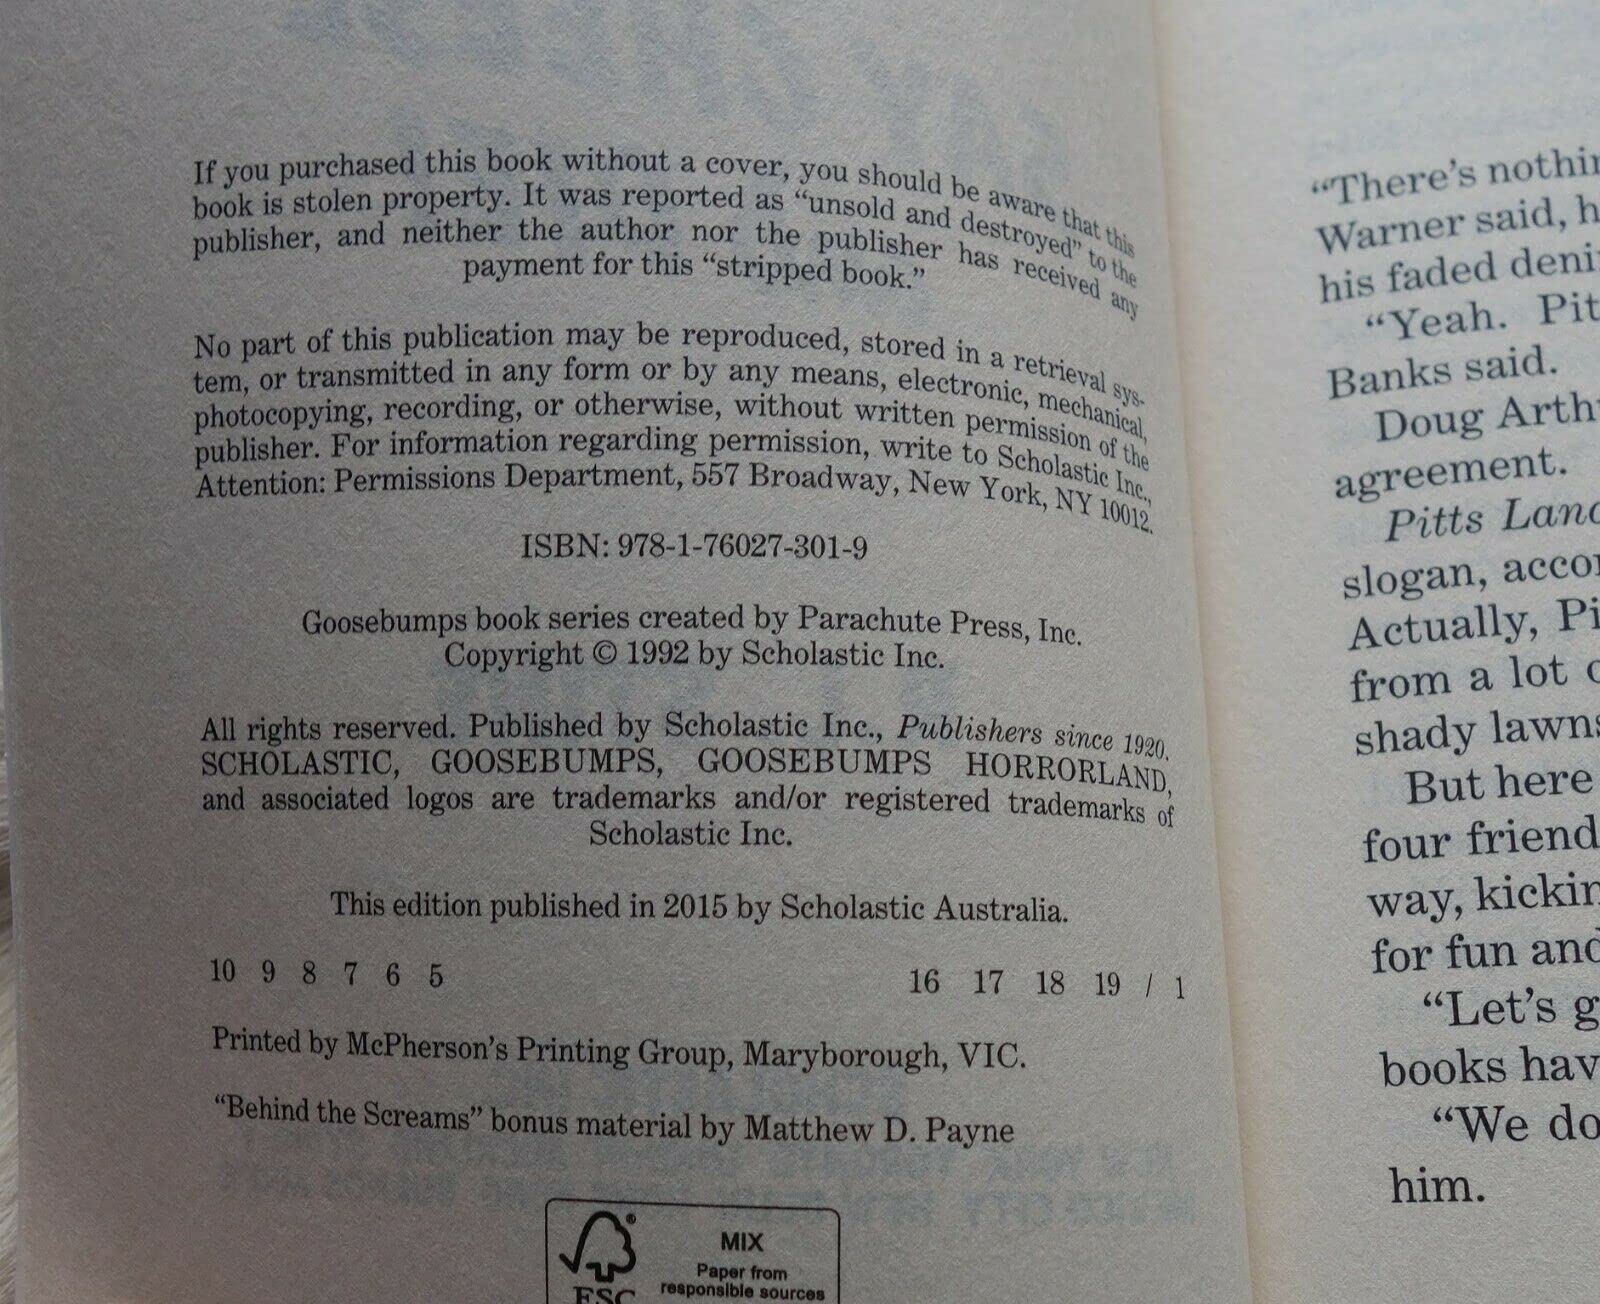 If you purchased this book without a cover, you should be aware that this
book is stolen property. It was reported as “unsold and destroyed” to the
publisher, and neither the author nor the publisher has received any
payment for this “stripped book.”
No part of this publication may be reproduced, stored in a retrieval sys-
tem, or transmitted in any form or by any means, electronic, mechanical,
photocopying, recording, or otherwise, without written permission of the
publisher. For information regarding permission, write to Scholastic Inc.,
Attention: Permissions Department, 557 Broadway, New York, NY 10012.
ISBN: 978-1-76027-301-9
Goosebumps book series created by Parachute Press, Inc.
Copyright © 1992 by Scholastic Inc.
All rights reserved. Published by Scholastic Inc., Publishers since 1920.
SCHOLASTIC, GOOSEBUMPS, GOOSEBUMPS HORRORLAND,
and associated logos are trademarks and/or registered trademarks of
Scholastic Inc.
This edition published in 2015 by Scholastic Australia.
10 9 8 7 6 5 16 17 18 19 / 1
Printed by McPherson’s Printing Group, Maryborough, VIC.
“Behind the Screams” bonus material by Matthew D. Payne
FSC
®
MIX
Paper from
responsible sources
“There’s nothin
Warner said, h
his faded deni
“Yeah. Pit
Banks said.
Doug Arth
agreement.
Pitts Land
slogan, accor
Actually, Pi
from a lot o
shady lawns
But here
four friend
way, kickin
for fun and
“Let’s g
books hav
“We do
him.